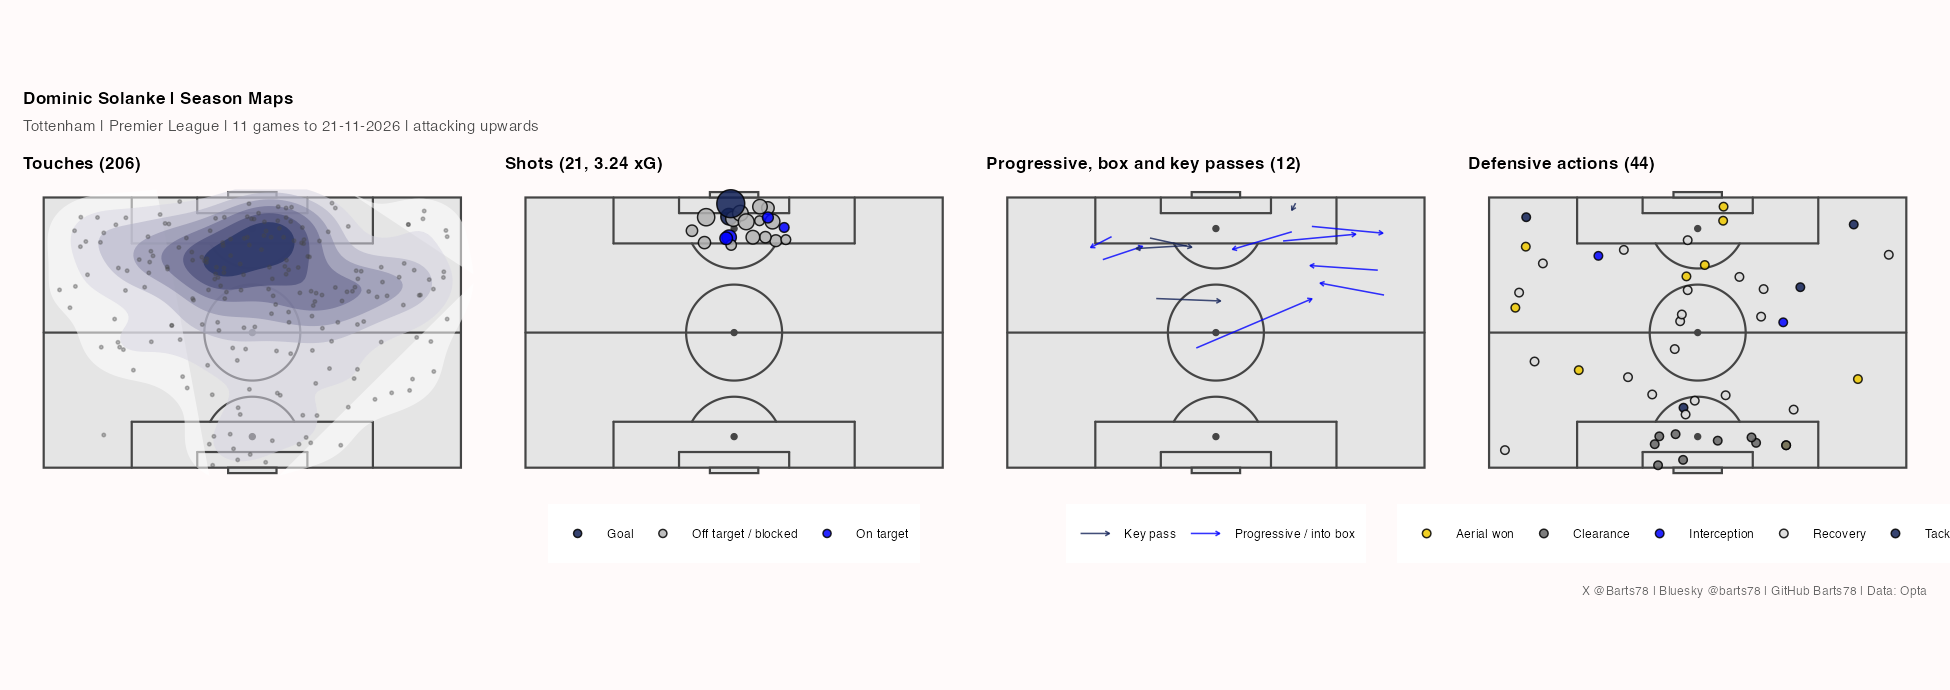 Dominic Solanke | Season Maps
Tottenham | Premier League | 11 games to 21-11-2026 | attacking upwards
Touches (206)
Shots (21, 3.24 xG)
Progressive, box and key passes (12)
Defensive actions (44)
Goal
Off target / blocked
On target
Key pass
Progressive / into box
Aerial won
Clearance
Interception
Recovery
Tack
X @Barts78 | Bluesky @barts78 | GitHub Barts78 | Data: Opta